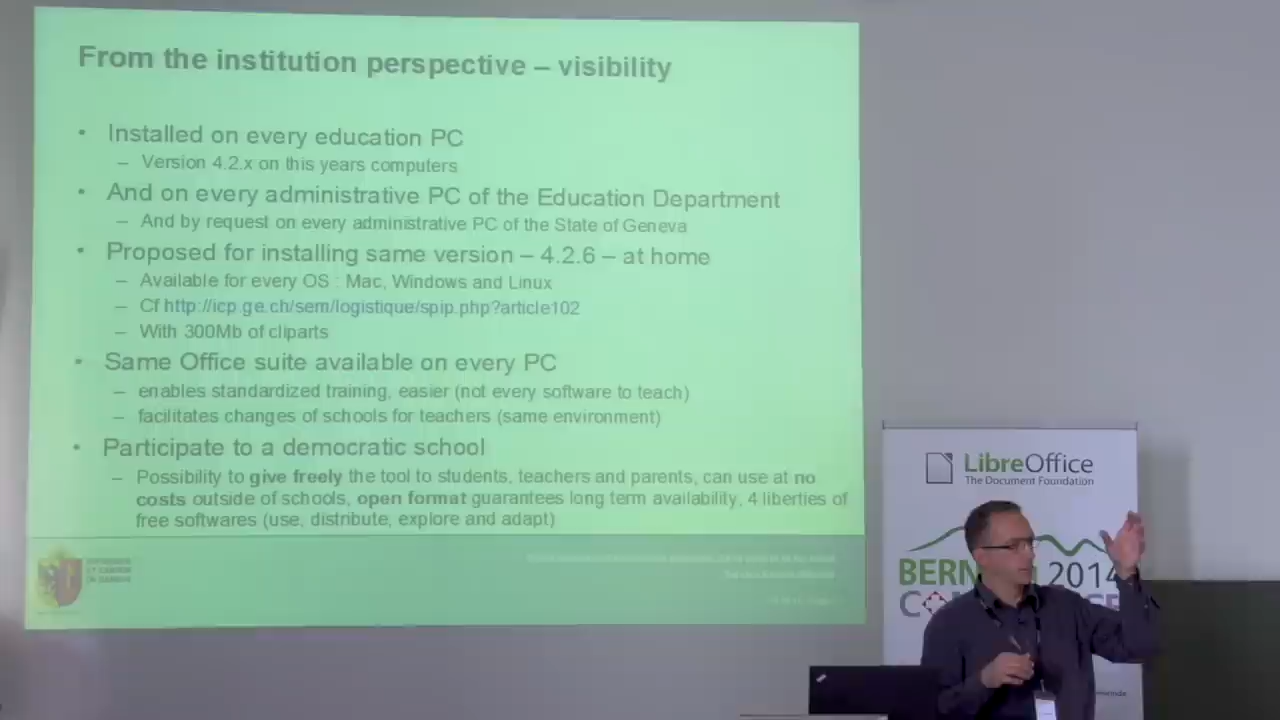 From the institution perspective – visibility
• Installed on every education PC
– Version 4.2.x on this years computers
• And on every administrative PC of the Education Department
– And by request on every administrative PC of the State of Geneva
• Proposed for installing same version – 4.2.6 – at home
– Available for every OS : Mac, Windows and Linux
– Cf http://icp.ge.ch/sem/logistique/spip.php?article102
– With 300Mb of cliparts
• Same Office suite available on every PC
– enables standardized training, easier (not every software to teach)
– facilitates changes of schools for teachers (same environment)
• Participate to a democratic school
– Possibility to give freely the tool to students, teachers and parents, can use at no
costs outside of schools, open format guarantees long term availability, 4 liberties of
free softwares (use, distribute, explore and adapt)
LibreOffice
The Document Foundation
BERN 2014